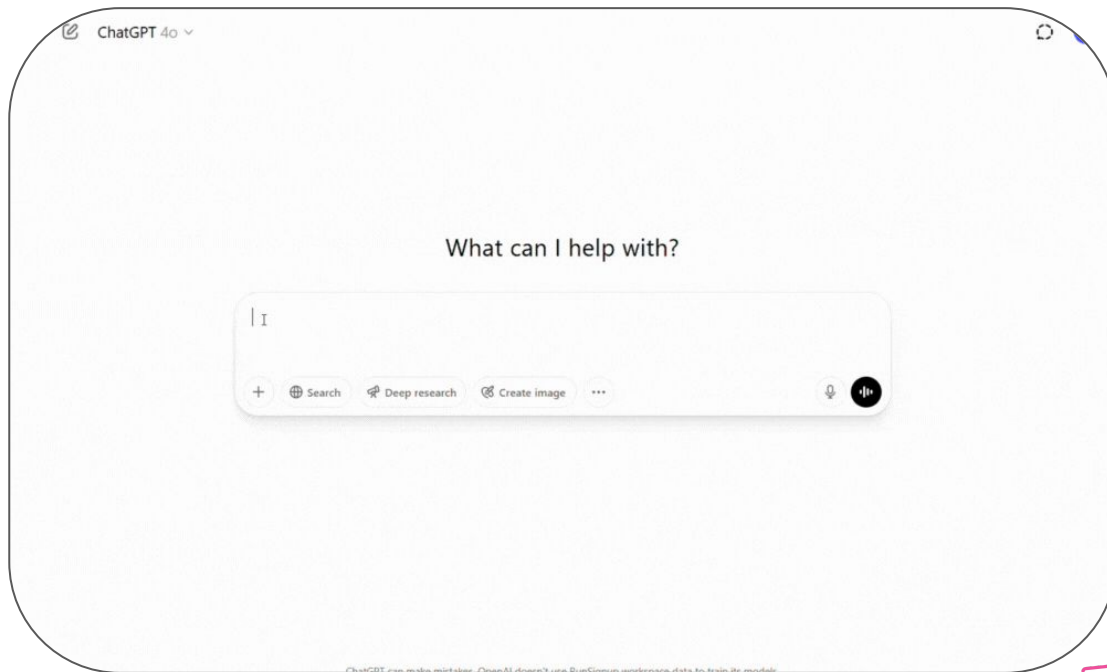 ChatGPT 4o
What can I help with?
Search Deep research Create image
ChatGPT can make mistakes. OpenAI doesn't use RunSignup workspace data to train its models.